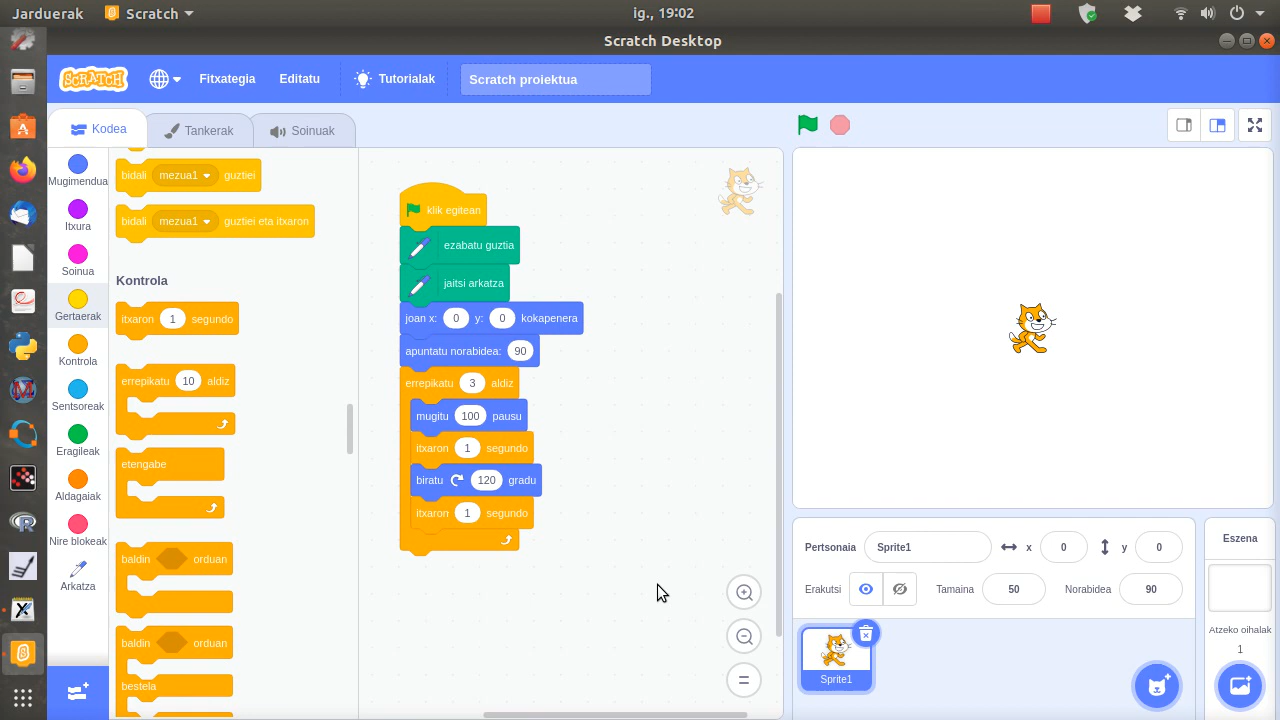 Jarduerak
Scratch
ig., 19:02
Scratch Desktop
SCRATCH
Fitxategia
Editatu
Tutorialak
Scratch proiektua
Kodea
Tankerak
Soinuak
Mugimendua
Itxura
Soinua
Gertaerak
Kontrola
Sentsoreak
Eragileak
Aldagaiak
Nire blokeak
Arkatza
bidali mezua1 guztiei
bidali mezua1 guztiei eta itxaron
Kontrola
itxaron 1 segundo
errepikatu 10 aldiz
etengabe
baldin orduan
baldin orduan
bestela
klik egitean
ezabatu guztia
jaitsi arkatza
joan x: 0 y: 0 kokapenera
apuntatu norabidea: 90
errepikatu 3 aldiz
mugitu 100 pausu
itxaron 1 segundo
biratu 120 gradu
itxaron 1 segundo
Pertsonaia Sprite1 x 0 y 0
Erakutsi Tamaina 50 Norabidea 90
Sprite1
Eszena
Atzeko oihalak
1